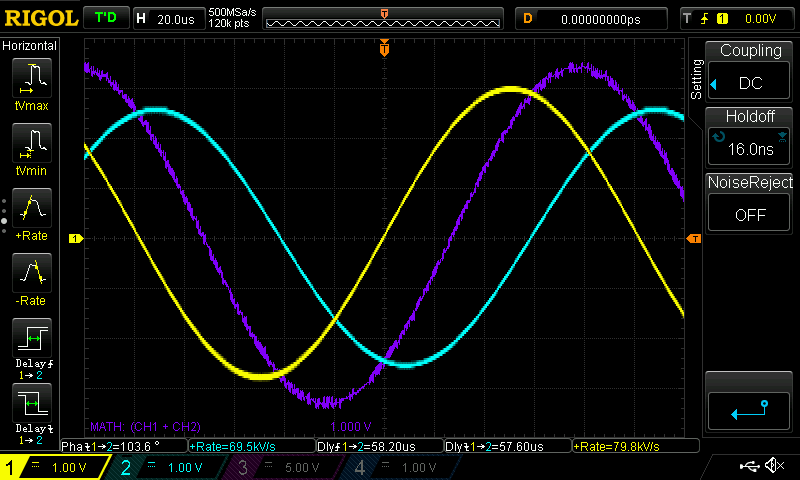 RIGOL T'D H 20.0us 500MSa/s 120k pts T D 0.00000000ps T 1 0.00V
Horizontal
tVmax
tVmin
+Rate
-Rate
Delay
1→2
Delay
1→2
T
1
T
MATH: (CH1 + CH2) 1.000 V
Pha 1→2=103.6 ° +Rate=69.5kV/s Dly 1→2=58.20us Dly 1→2=57.60us +Rate=79.8kV/s
1 1.00 V 2 1.00 V 3 5.00 V 4 1.00 V
Setting
Coupling
DC
Holdoff
16.0ns
NoiseReject
OFF